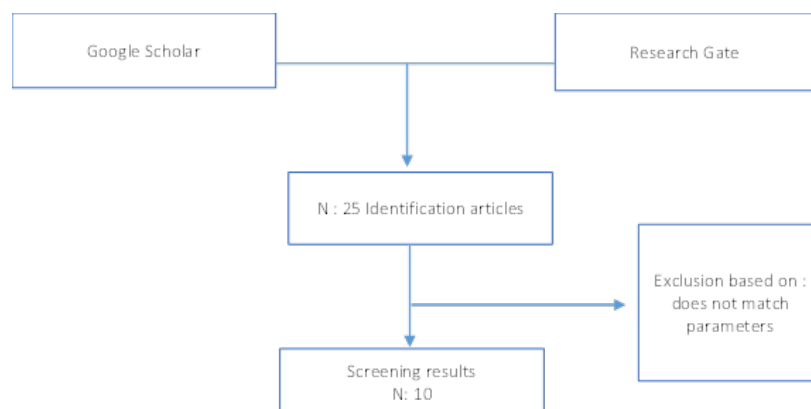 Google Scholar
Research Gate
N : 25 Identification articles
Exclusion based on :
does not match
parameters
Screening results
N: 10